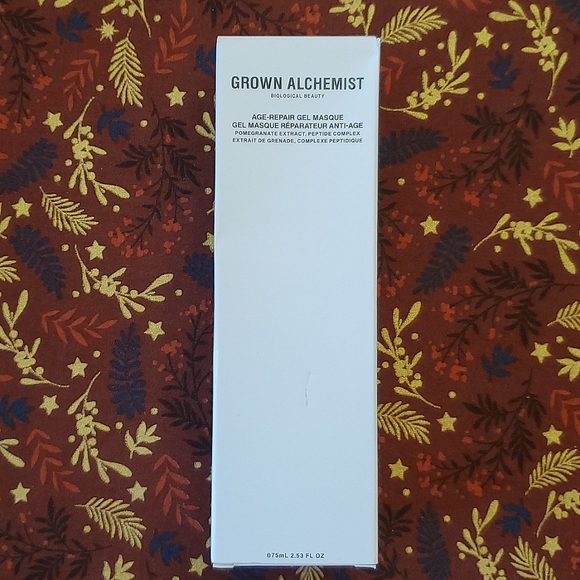 GROWN ALCHEMIST
BIOLOGICAL BEAUTY
AGE-REPAIR GEL MASQUE
GEL MASQUE RÉPARATEUR ANTI-AGE
POMEGRANATE EXTRACT, PEPTIDE COMPLEX
EXTRAIT DE GRENADE, COMPLEXE PEPTIDIQUE
075mL 2.53 FL OZ